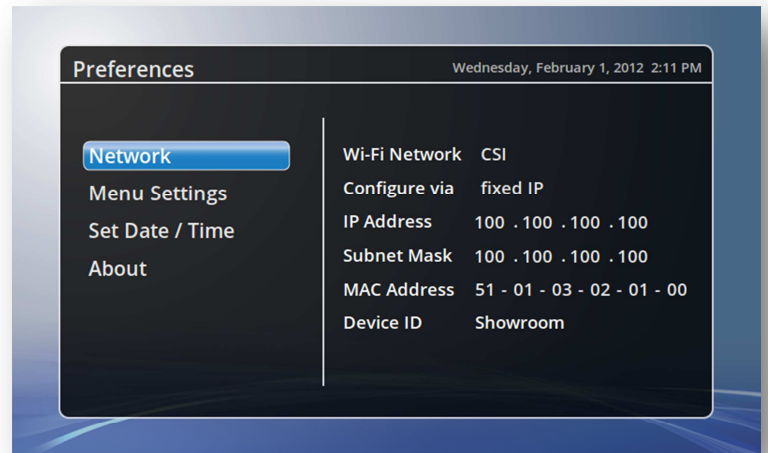 Preferences
Wednesday, February 1, 2012 2:11 PM
Network
Menu Settings
Set Date / Time
About
Wi-Fi Network CSI
Configure via fixed IP
IP Address 100 . 100 . 100 . 100
Subnet Mask 100 . 100 . 100 . 100
MAC Address 51 - 01 - 03 - 02 - 01 - 00
Device ID Showroom